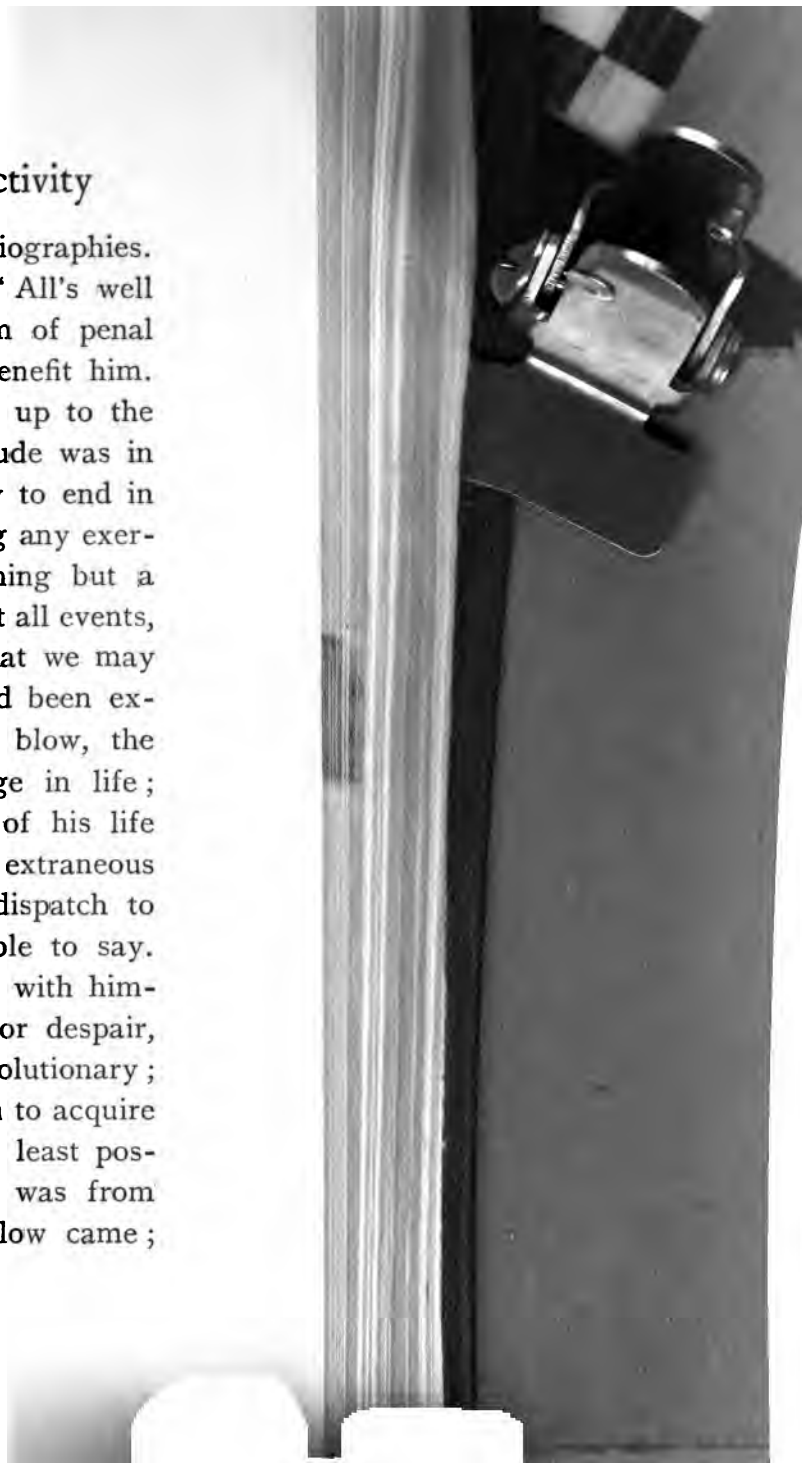 ctivity
iographies.
' All's well
n of penal
enefit him.
up to the
ude was in
y to end in
g any exer-
ning but a
t all events,
at we may
d been ex-
blow, the
ge in life ;
of his life
extraneous
dispatch to
ble to say.
with him-
or despair,
olutionary ;
n to acquire
least pos-
was from
low came ;